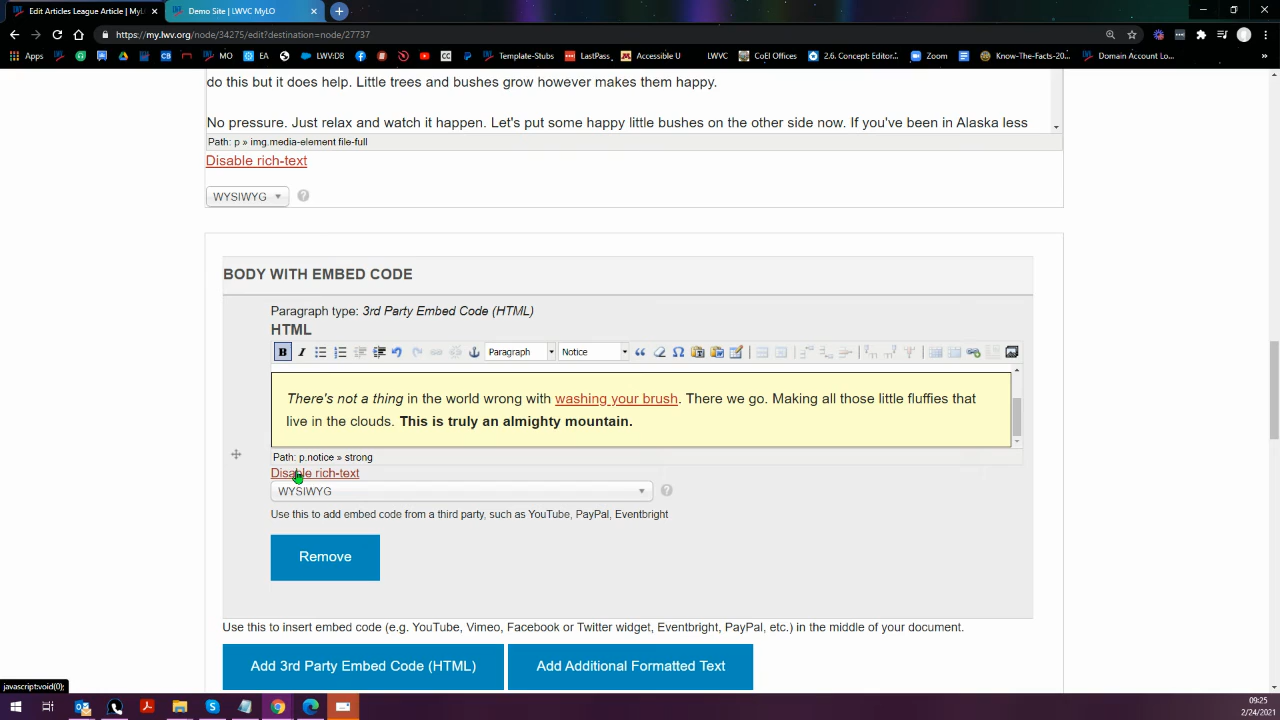 Edit Articles League Article | MyL
Demo Site | LWVC MyLO
https://my.lwv.org/node/34275/edit?destination=node/27737
Apps
MO
EA
LWV:DB
Template-Stubs
LastPass
Accessible U
LWVC
CoEI Offices
2.6. Concept: Editor...
Zoom
Know-The-Facts-20...
Domain Account Lo...
do this but it does help. Little trees and bushes grow however makes them happy.
No pressure. Just relax and watch it happen. Let's put some happy little bushes on the other side now. If you've been in Alaska less
Path: p » img.media-element file-full
Disable rich-text
WYSIWYG
BODY WITH EMBED CODE
Paragraph type: 3rd Party Embed Code (HTML)
HTML
B I Paragraph Notice
There's not a thing in the world wrong with washing your brush. There we go. Making all those little fluffies that
live in the clouds. This is truly an almighty mountain.
Path: p.notice » strong
Disable rich-text
WYSIWYG
Use this to add embed code from a third party, such as YouTube, PayPal, Eventbright
Remove
Use this to insert embed code (e.g. YouTube, Vimeo, Facebook or Twitter widget, Eventbright, PayPal, etc.) in the middle of your document.
Add 3rd Party Embed Code (HTML)
Add Additional Formatted Text
javascript:void(0);
09:25
2/24/2021